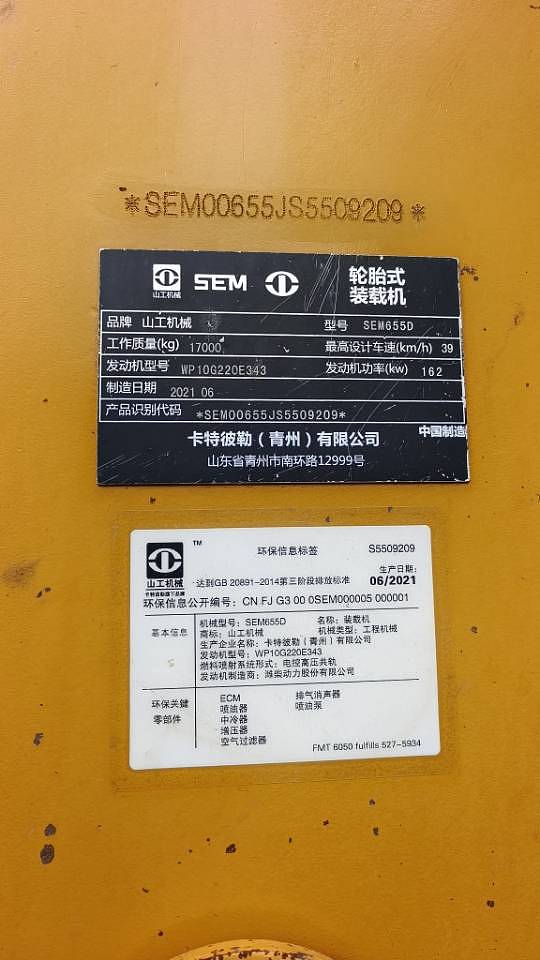 *SEM00655JS5509209*
山工机械 SEM 轮胎式
装载机
品牌 山工机械 型号 SEM655D
工作质量(kg) 17000 最高设计车速(km/h) 39
发动机型号 WP10G220E343 发动机功率(kw) 162
制造日期 2021 06
产品识别代码 *SEM00655JS5509209*
卡特彼勒（青州）有限公司 中国制造
山东省青州市南环路12999号
TM 环保信息标签 S5509209
山工机械
卡特彼勒旗下品牌
生产日期:
达到GB 20891-2014第三阶段排放标准 06/2021
环保信息公开编号: CN FJ G3 00 0SEM000005 000001
基本信息
机械型号: SEM655D 名称: 装载机
商标: 山工机械 机械类型: 工程机械
生产企业名称: 卡特彼勒（青州）有限公司
发动机型号: WP10G220E343
燃料喷射系统形式: 电控高压共轨
发动机制造商: 潍柴动力股份有限公司
环保关键
零部件
ECM 排气消声器
喷油器 喷油泵
中冷器
增压器
空气过滤器
FMT 6050 fulfills 527-5934